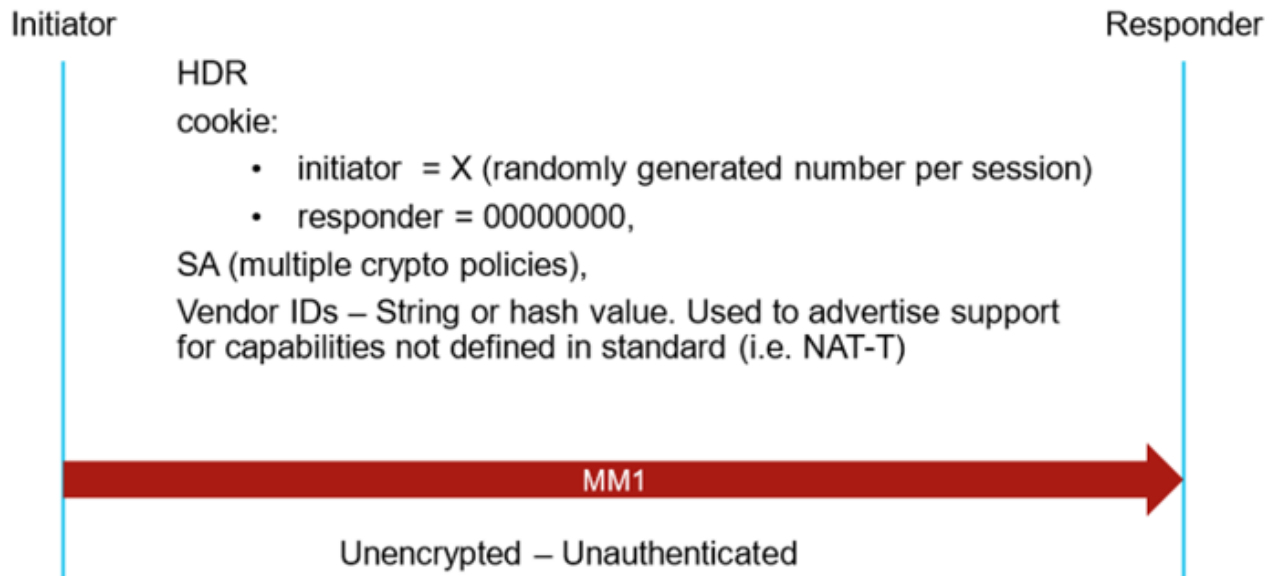 Initiator
Responder
HDR
cookie:
• initiator = X (randomly generated number per session)
• responder = 00000000,
SA (multiple crypto policies),
Vendor IDs – String or hash value. Used to advertise support
for capabilities not defined in standard (i.e. NAT-T)
MM1
Unencrypted – Unauthenticated